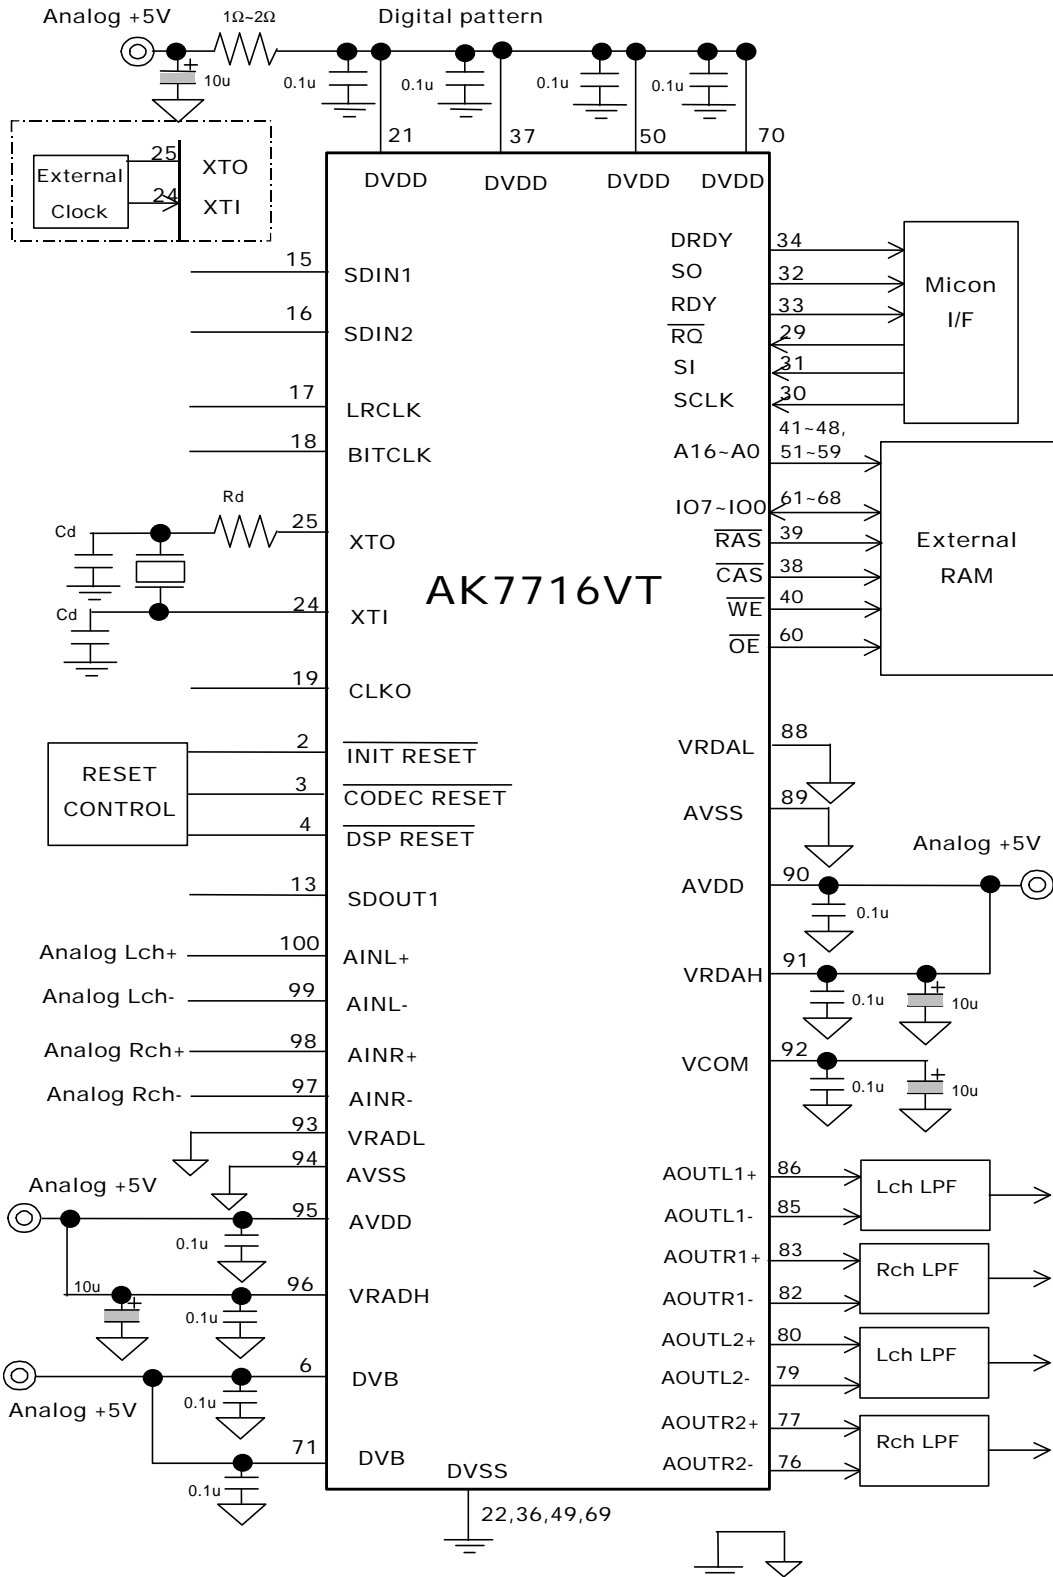 Analog +5V
1Ω~2Ω
Digital pattern
+
10u
0.1u
0.1u
0.1u
0.1u
21
37
50
70
External
Clock
25
24
XTO
XTI
DVDD
DVDD
DVDD
DVDD
15
SDIN1
16
SDIN2
17
LRCLK
18
BITCLK
Rd
Cd
25
XTO
Cd
24
XTI
19
CLKO
RESET
CONTROL
2
INIT RESET
3
CODEC RESET
4
DSP RESET
13
SDOUT1
Analog Lch+
100
AINL+
Analog Lch-
99
AINL-
Analog Rch+
98
AINR+
Analog Rch-
97
AINR-
93
VRADL
94
AVSS
Analog +5V
95
AVDD
0.1u
10u
+
96
VRADH
0.1u
6
DVB
Analog +5V
0.1u
71
DVB
0.1u
AK7716VT
DVSS
22,36,49,69
DRDY
34
SO
32
RDY
33
RQ
29
SI
31
SCLK
30
Micon
I/F
A16~A0
41~48,
51~59
IO7~IO0
61~68
RAS
39
CAS
38
WE
40
OE
60
External
RAM
VRDAL
88
AVSS
89
Analog +5V
AVDD
90
0.1u
VRDAH
91
0.1u
+
10u
VCOM
92
0.1u
+
10u
AOUTL1+
86
AOUTL1-
85
Lch LPF
AOUTR1+
83
AOUTR1-
82
Rch LPF
AOUTL2+
80
AOUTL2-
79
Lch LPF
AOUTR2+
77
AOUTR2-
76
Rch LPF